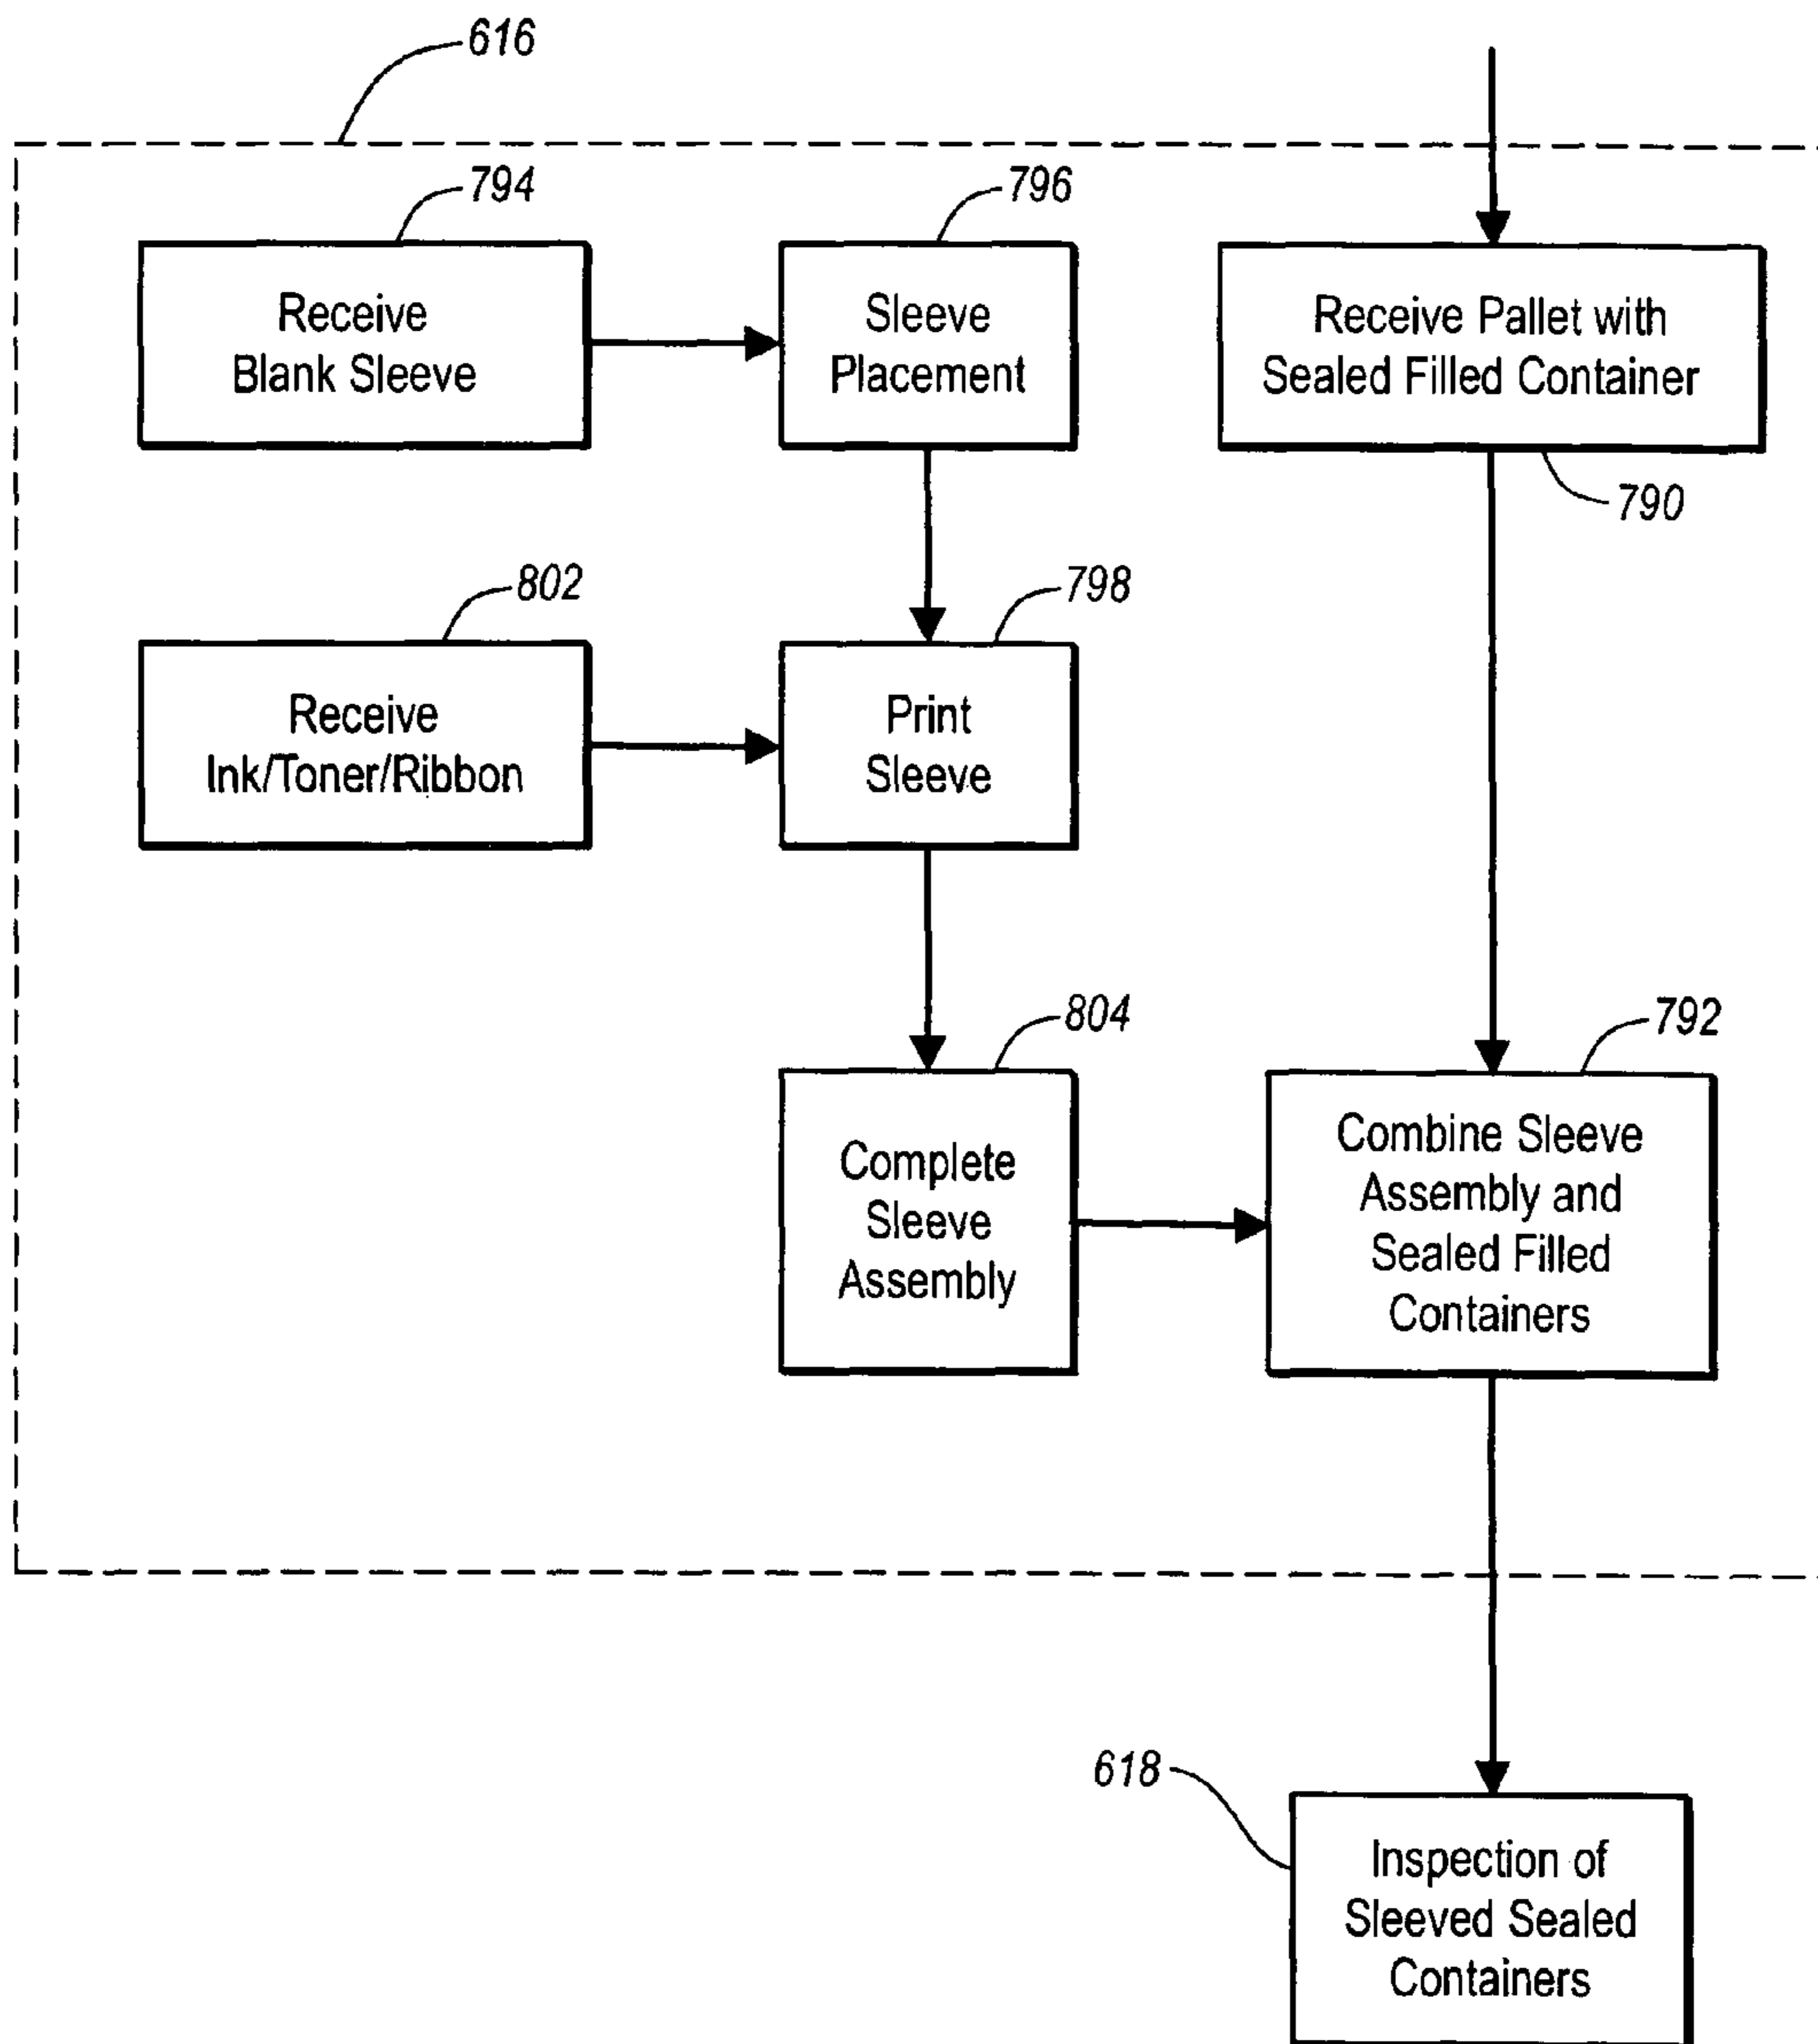 616
794
796
Receive
Blank Sleeve
Sleeve
Placement
Receive Pallet with
Sealed Filled Container
790
802
798
Receive
Ink/Toner/Ribbon
Print
Sleeve
804
792
Complete
Sleeve
Assembly
Combine Sleeve
Assembly and
Sealed Filled
Containers
618
Inspection of
Sleeved Sealed
Containers